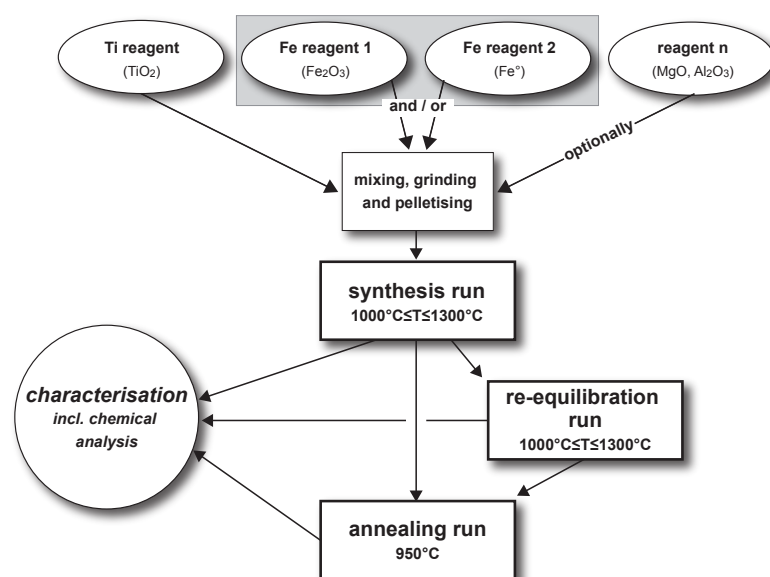 Ti reagent
(TiO₂)
Fe reagent 1
(Fe₂O₃)
Fe reagent 2
(Fe°)
reagent n
(MgO, Al₂O₃)
and / or
optionally
mixing, grinding
and pelletising
synthesis run
1000°C≤T≤1300°C
characterisation
incl. chemical
analysis
re-equilibration
run
1000°C≤T≤1300°C
annealing run
950°C